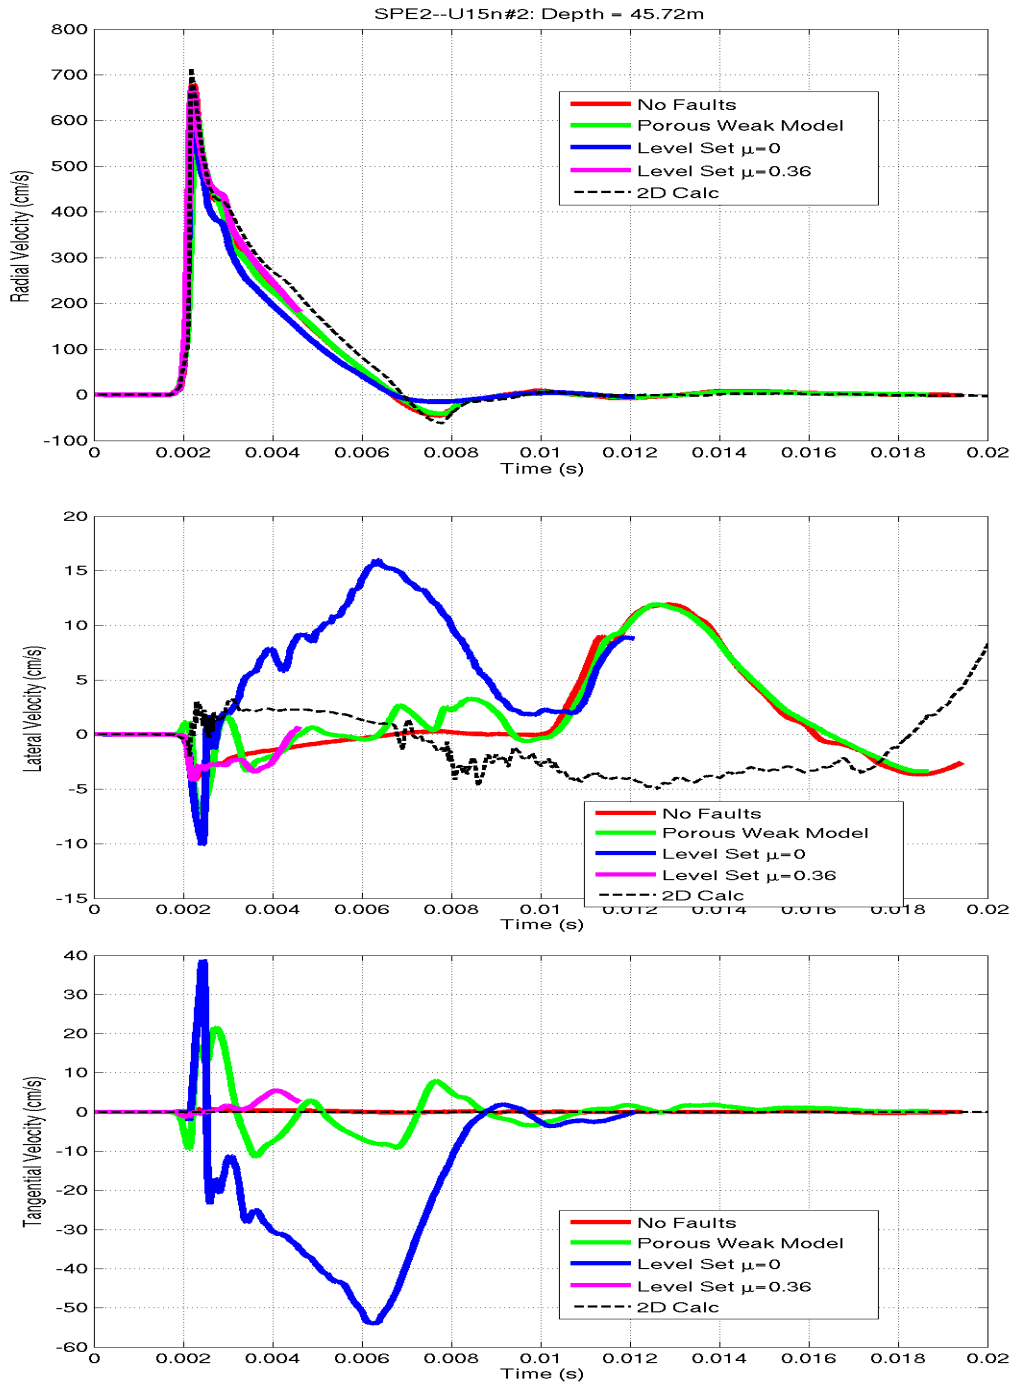 SPE2--U15n#2: Depth = 45.72m
800
700
600
500
400
300
200
100
0
-100
Radial Velocity (cm/s)
No Faults
Porous Weak Model
Level Set μ=0
Level Set μ=0.36
2D Calc
0 0.002 0.004 0.006 0.008 0.01 0.012 0.014 0.016 0.018 0.02
Time (s)
20
15
10
5
0
-5
-10
-15
Lateral Velocity (cm/s)
No Faults
Porous Weak Model
Level Set μ=0
Level Set μ=0.36
2D Calc
0 0.002 0.004 0.006 0.008 0.01 0.012 0.014 0.016 0.018 0.02
Time (s)
40
30
20
10
0
-10
-20
-30
-40
-50
-60
Tangential Velocity (cm/s)
No Faults
Porous Weak Model
Level Set μ=0
Level Set μ=0.36
2D Calc
0 0.002 0.004 0.006 0.008 0.01 0.012 0.014 0.016 0.018 0.02
Time (s)